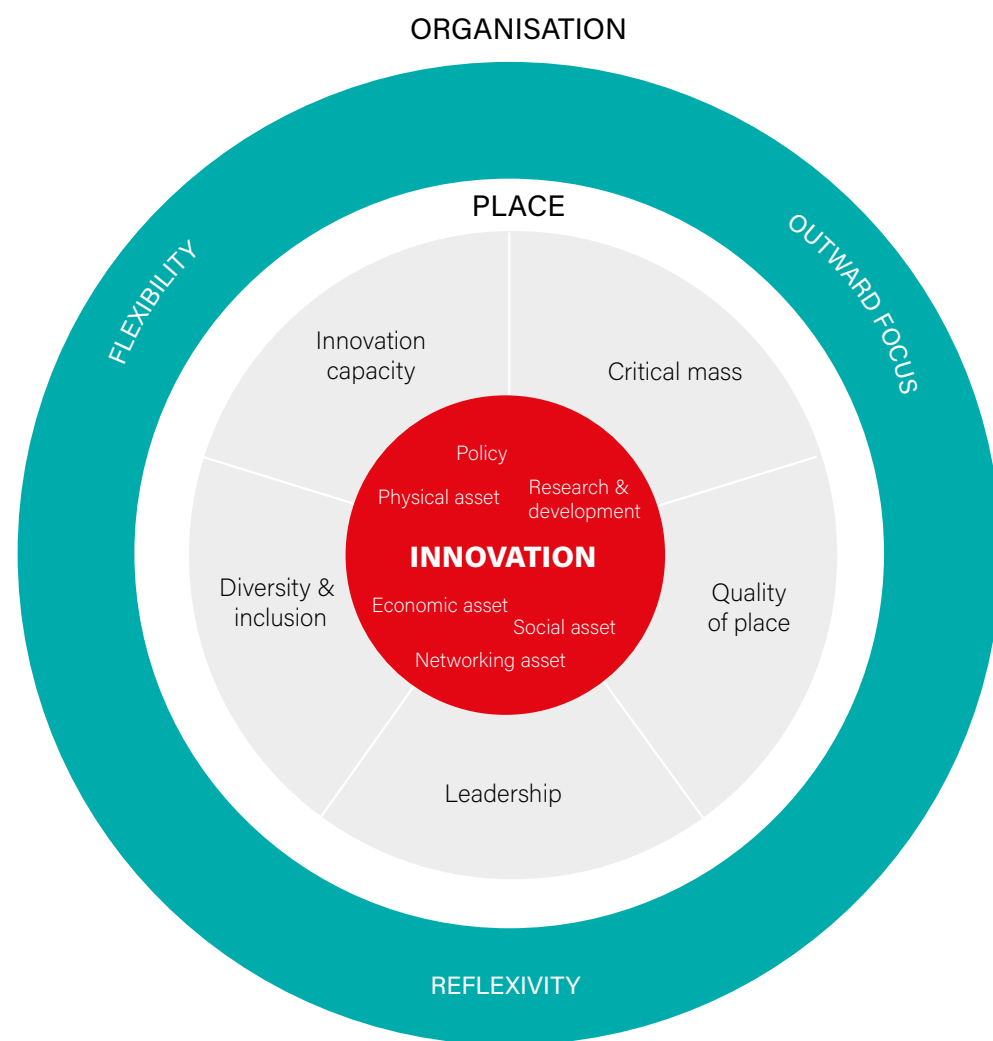 ORGANISATION
PLACE
FLEXIBILITY
OUTWARD FOCUS
Innovation
capacity
Critical mass
Policy
Physical asset
Research &
development
INNOVATION
Diversity &
inclusion
Economic asset
Social asset
Networking asset
Quality
of place
Leadership
REFLEXIVITY